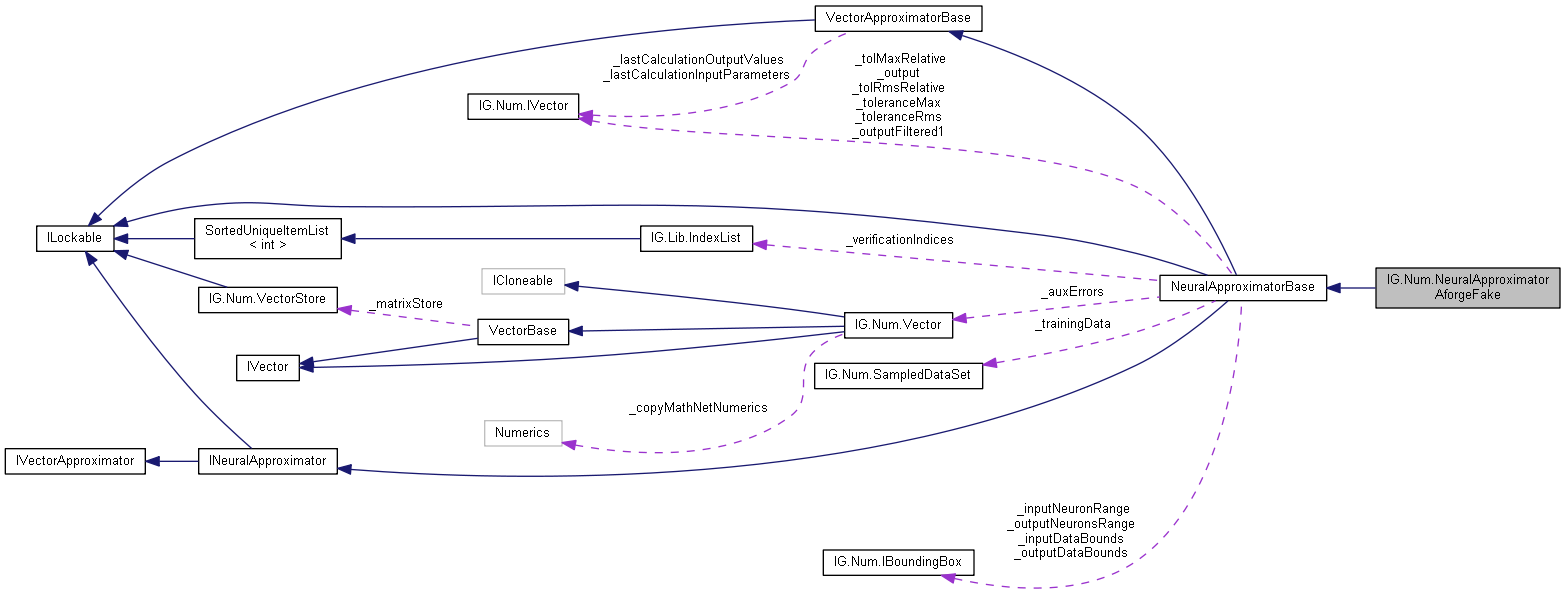 VectorApproximatorBase
_lastCalculationOutputValues
_lastCalculationInputParameters
_tolMaxRelative
_output
_tolRmsRelative
_toleranceMax
_toleranceRms
_outputFiltered1
IG.Num.IVector
ILockable
SortedUniqueItemList
< int >
IG.Lib.IndexList
_verificationIndices
ICloneable
NeuralApproximatorBase
IG.Num.NeuralApproximator
AforgeFake
IG.Num.VectorStore
_matrixStore
_auxErrors
VectorBase
IG.Num.Vector
_trainingData
IVector
IG.Num.SampledDataSet
_copyMathNetNumerics
Numerics
IVectorApproximator
INeuralApproximator
_inputNeuronRange
_outputNeuronsRange
_inputDataBounds
_outputDataBounds
IG.Num.IBoundingBox